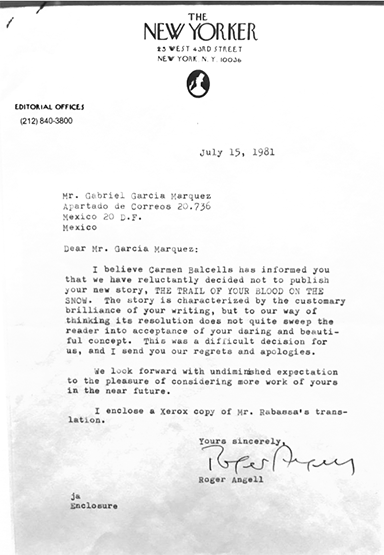 THE
NEW YORKER
25 WEST 43RD STREET
NEW YORK N. Y. 10036
EDITORIAL OFFICES
(212) 840-3800
July 15, 1981
Mr. Gabriel Garcia Marquez
Apartado de Correos 20.736
Mexico 20 D.F.
Mexico
Dear Mr. Garcia Marquez:
I believe Carmen Balcells has informed you
that we have reluctantly decided not to publish
your new story, THE TRAIL OF YOUR BLOOD ON THE
SNOW. The story is characterized by the customary
brilliance of your writing, but to our way of
thinking its resolution does not quite sweep the
reader into acceptance of your daring and beauti-
ful concept. This was a difficult decision for
us, and I send you our regrets and apologies.
We look forward with undiminished expectation
to the pleasure of considering more work of yours
in the near future.
I enclose a Xerox copy of Mr. Rabassa's trans-
lation.
Yours sincerely,
Roger Angell
Roger Angell
ja
Enclosure